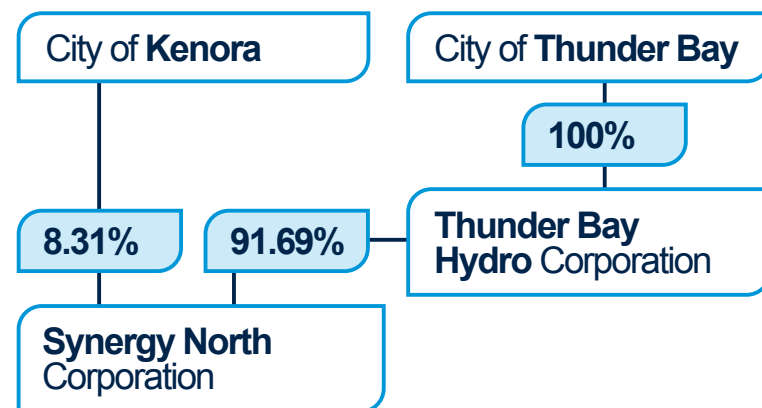 City of Kenora
City of Thunder Bay
100%
8.31%
91.69%
Thunder Bay
Hydro Corporation
Synergy North
Corporation